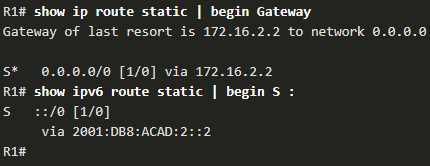 R1# show ip route static | begin Gateway
Gateway of last resort is 172.16.2.2 to network 0.0.0.0
S*   0.0.0.0/0 [1/0] via 172.16.2.2
R1# show ipv6 route static | begin S :
S   ::/0 [1/0]
     via 2001:DB8:ACAD:2::2
R1#